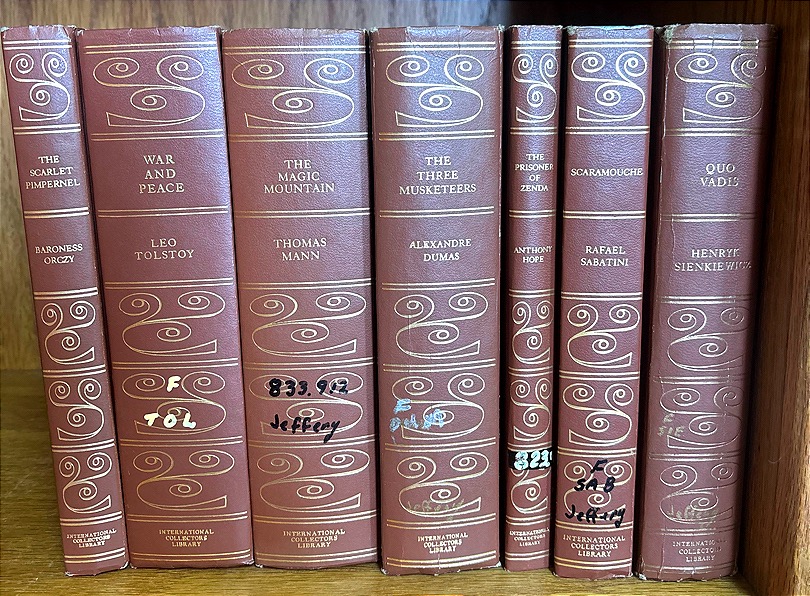 THE
SCARLET
PIMPERNEL
BARONESS
ORCZY
INTERNATIONAL
COLLECTORS
LIBRARY
WAR
AND
PEACE
LEO
TOLSTOY
F
TOL
INTERNATIONAL
COLLECTORS
LIBRARY
THE
MAGIC
MOUNTAIN
THOMAS
MANN
833.912
Jeffery
INTERNATIONAL
COLLECTORS
LIBRARY
THE
THREE
MUSKETEERS
ALEXANDRE
DUMAS
F
INTERNATIONAL
COLLECTORS
LIBRARY
THE
PRISONER
OF
ZENDA
ANTHONY
HOPE
INTERNATIONAL
COLLECTORS
LIBRARY
SCARAMOUCHE
RAFAEL
SABATINI
F
SAB
Jeffery
INTERNATIONAL
COLLECTORS
LIBRARY
QUO
VADIS
HENRYK
SIENKIEWICZ
F
SIE
Jeffery
INTERNATIONAL
COLLECTORS
LIBRARY